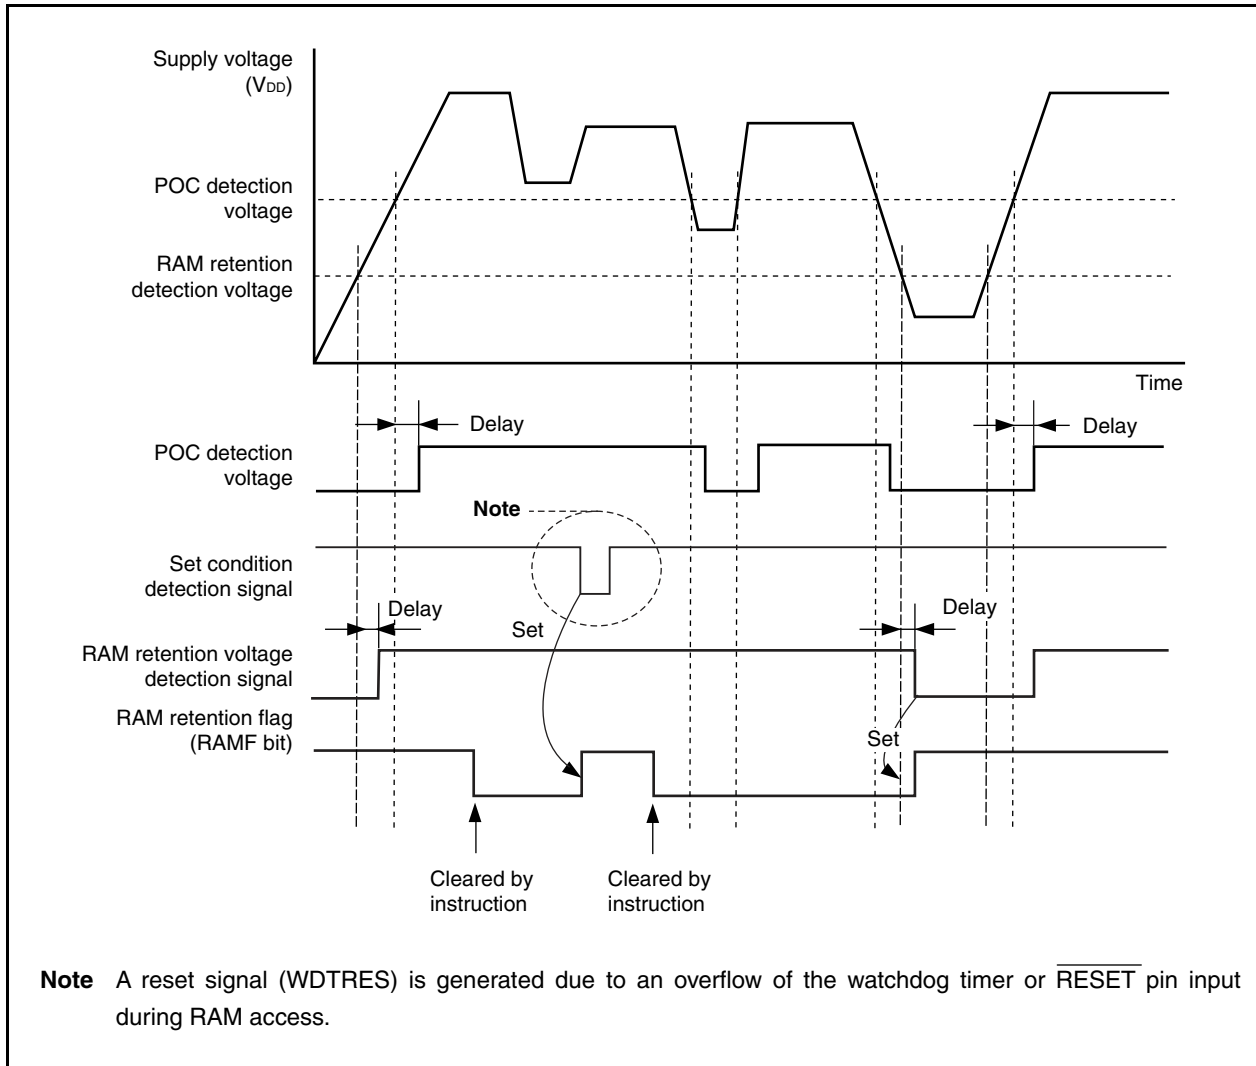 Supply voltage
(VDD)
POC detection
voltage
RAM retention
detection voltage
Time
Delay
Delay
POC detection
voltage
Note
Set condition
detection signal
Delay
Delay
Set
RAM retention voltage
detection signal
RAM retention flag
(RAMF bit)
Set
Cleared by
instruction
Cleared by
instruction
Note A reset signal (WDTRES) is generated due to an overflow of the watchdog timer or RESET pin input
during RAM access.